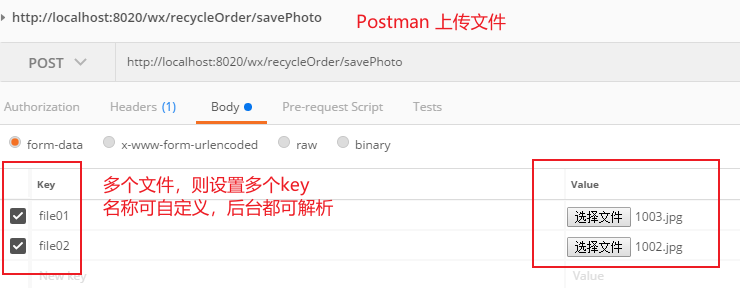 http://localhost:8020/wx/recycleOrder/savePhoto
Postman 上传文件
POST http://localhost:8020/wx/recycleOrder/savePhoto
Authorization Headers (1) Body Pre-request Script Tests
form-data x-www-form-urlencoded raw binary
Key Value
多个文件，则设置多个key
名称可自定义，后台都可解析
file01 选择文件 1003.jpg
file02 选择文件 1002.jpg
New key Value